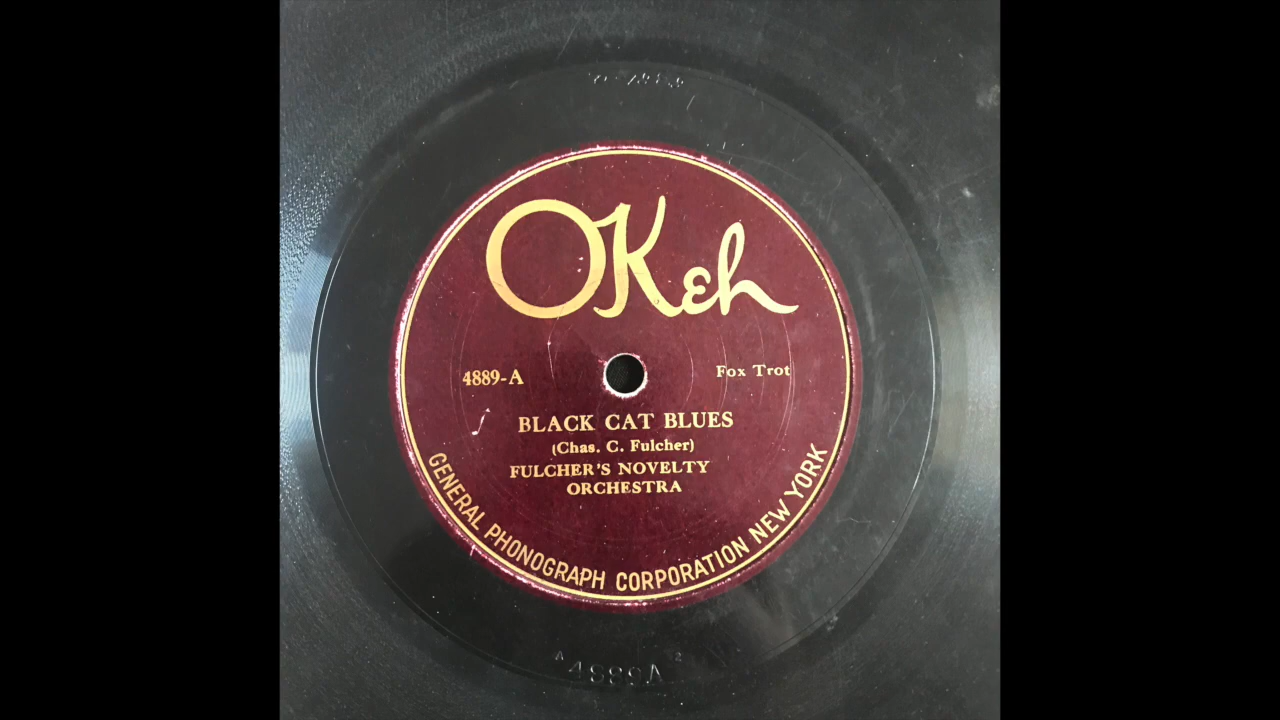 OKeh
4889-A
Fox Trot
BLACK CAT BLUES
(Chas. C. Fulcher)
FULCHER'S NOVELTY
ORCHESTRA
GENERAL PHONOGRAPH CORPORATION NEW YORK
4889A